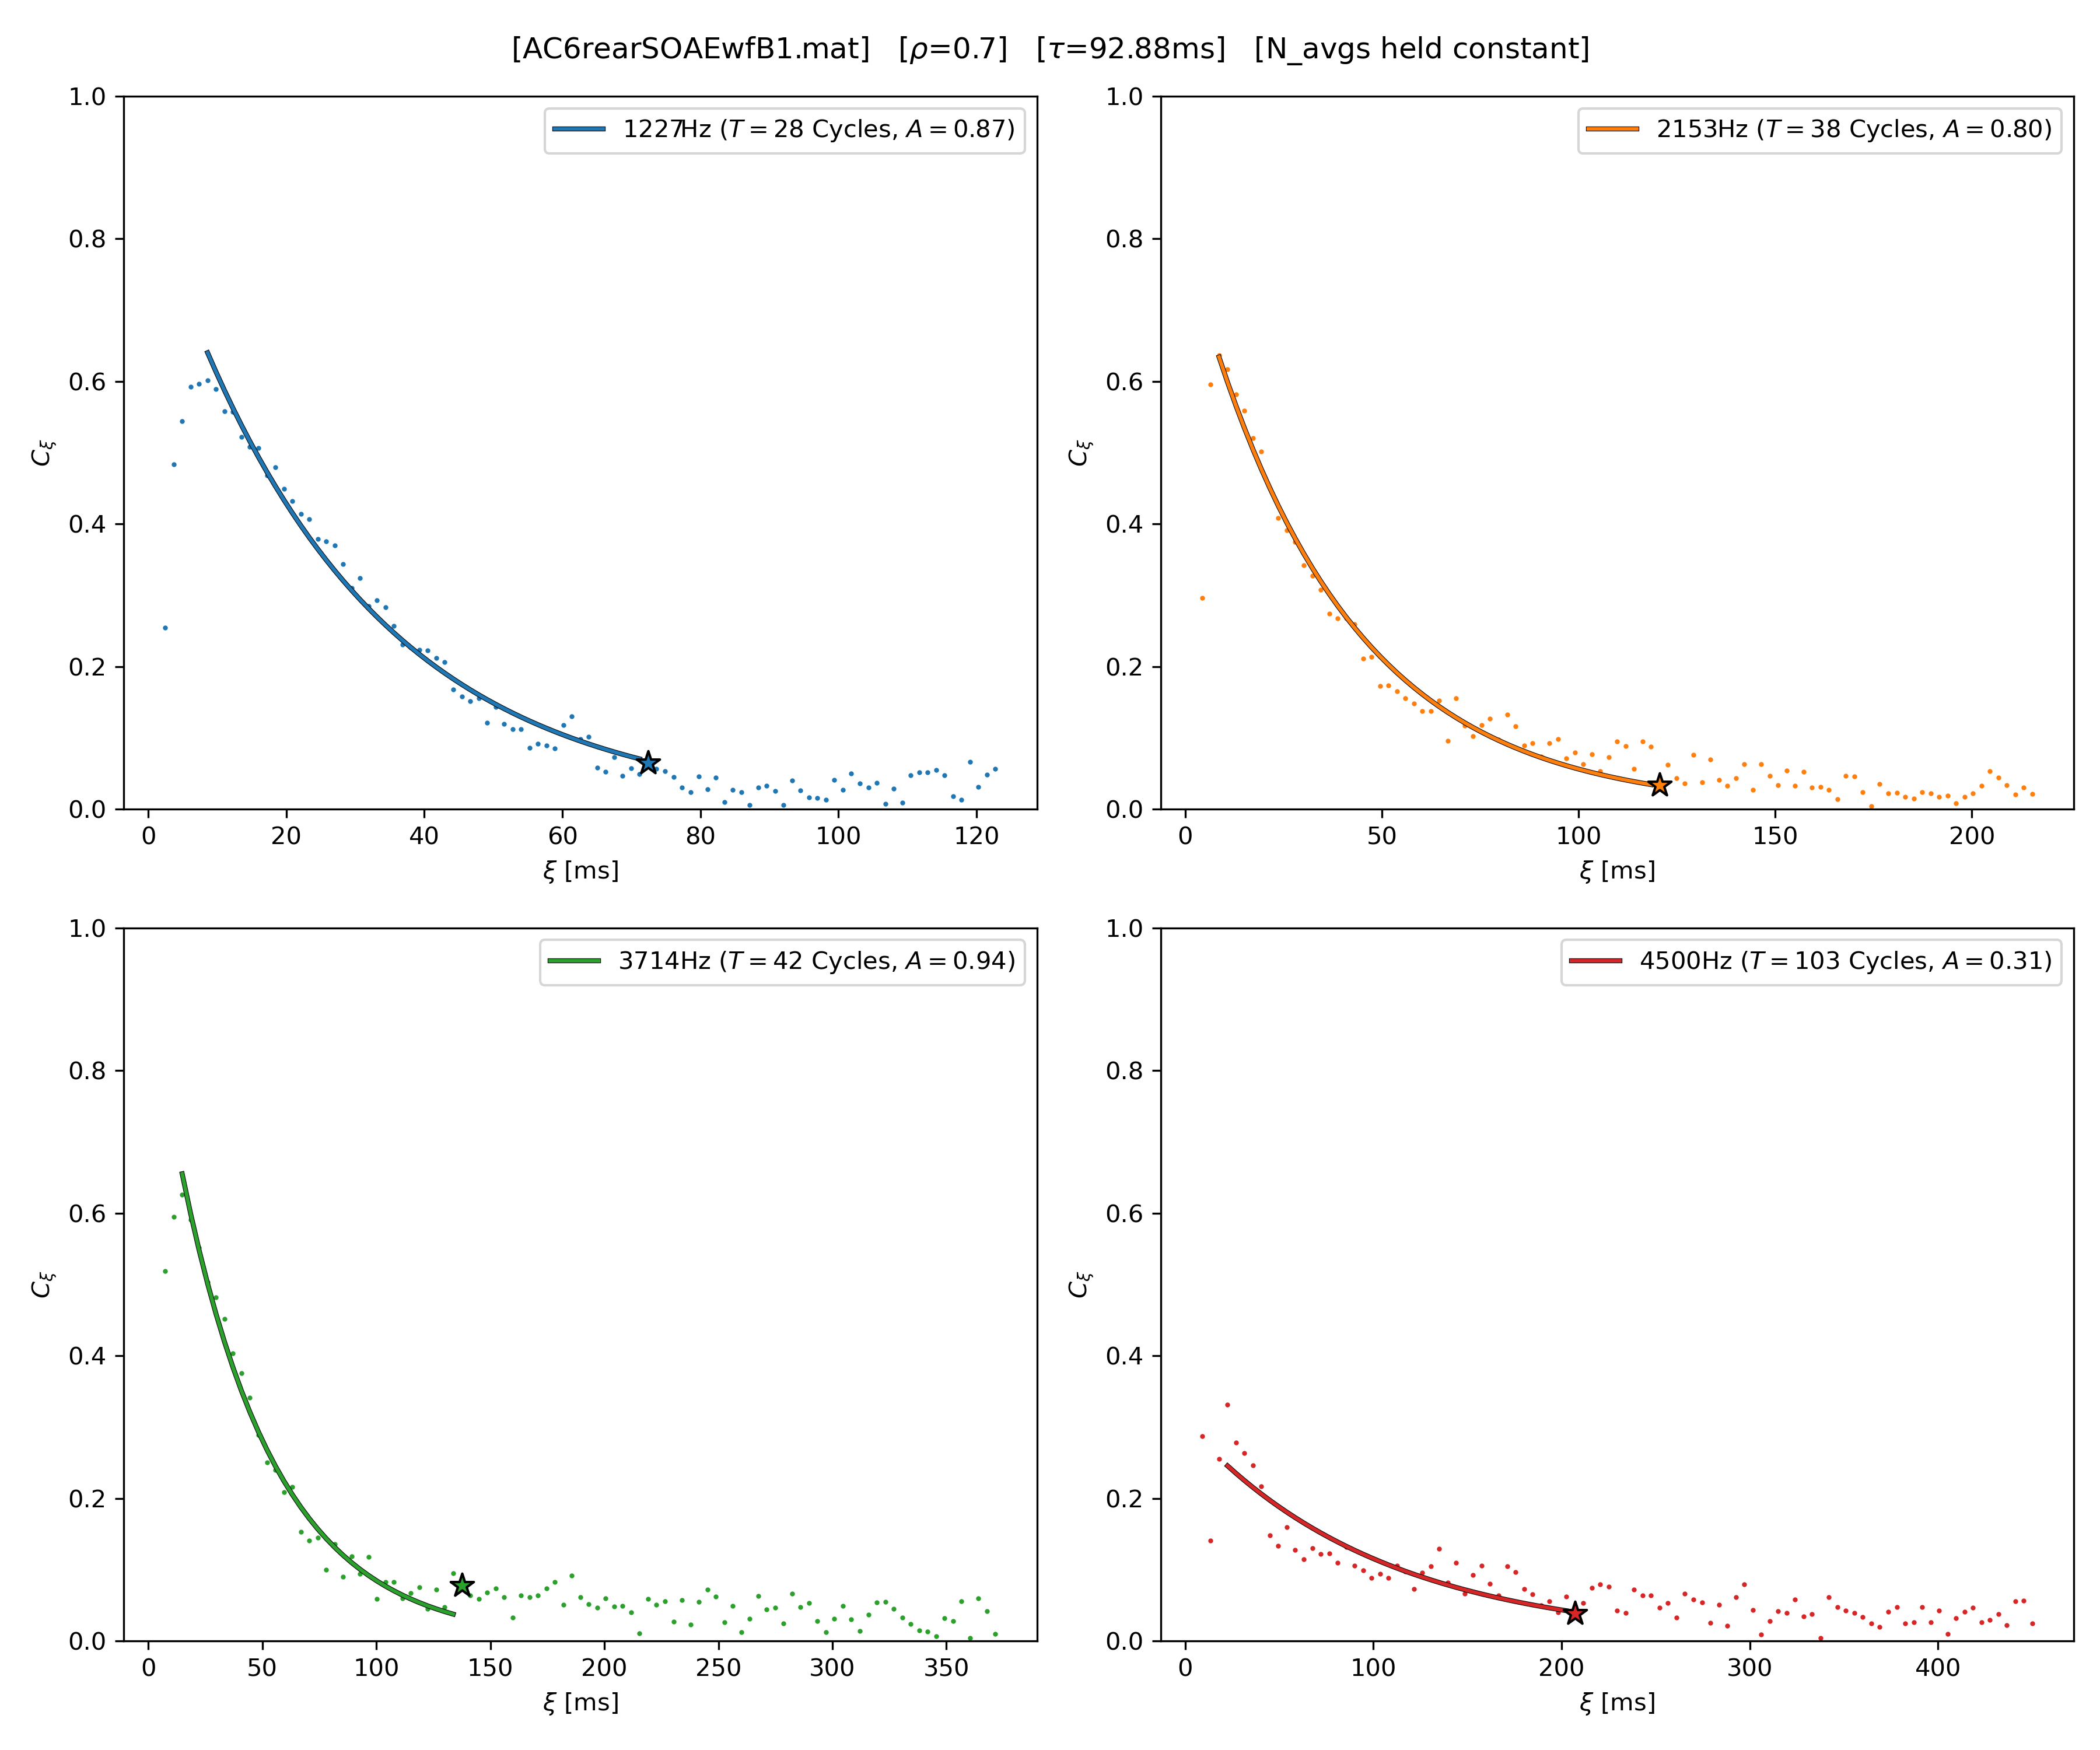 [AC6rearSOAEwfB1.mat] [ρ=0.7] [τ=92.88ms] [N_avgs held constant]
1227Hz (T = 28 Cycles, A = 0.87)
1.0
0.8
0.6
0.4
0.2
0.0
Cξ
0 20 40 60 80 100 120
ξ [ms]
2153Hz (T = 38 Cycles, A = 0.80)
1.0
0.8
0.6
0.4
0.2
0.0
Cξ
0 50 100 150 200
ξ [ms]
3714Hz (T = 42 Cycles, A = 0.94)
1.0
0.8
0.6
0.4
0.2
0.0
Cξ
0 50 100 150 200 250 300 350
ξ [ms]
4500Hz (T = 103 Cycles, A = 0.31)
1.0
0.8
0.6
0.4
0.2
0.0
Cξ
0 100 200 300 400
ξ [ms]